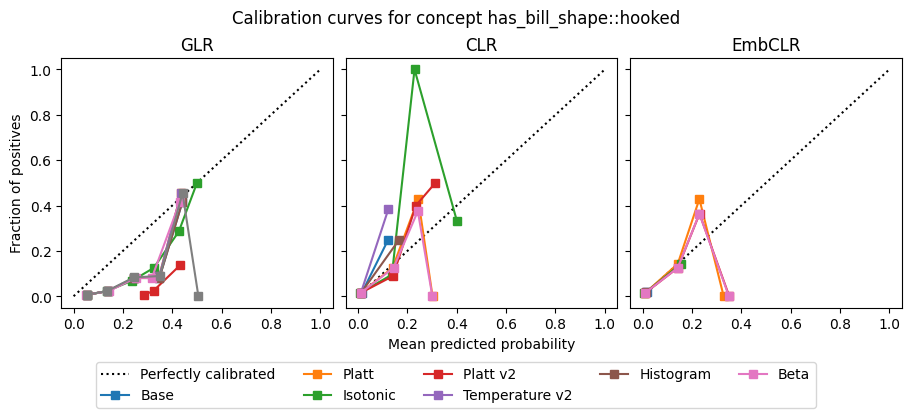 Calibration curves for concept has_bill_shape::hooked
GLR
CLR
EmbCLR
Fraction of positives
1.0
0.8
0.6
0.4
0.2
0.0
0.0 0.2 0.4 0.6 0.8 1.0
0.0 0.2 0.4 0.6 0.8 1.0
0.0 0.2 0.4 0.6 0.8 1.0
Mean predicted probability
Perfectly calibrated
Base
Platt
Isotonic
Platt v2
Temperature v2
Histogram
Beta